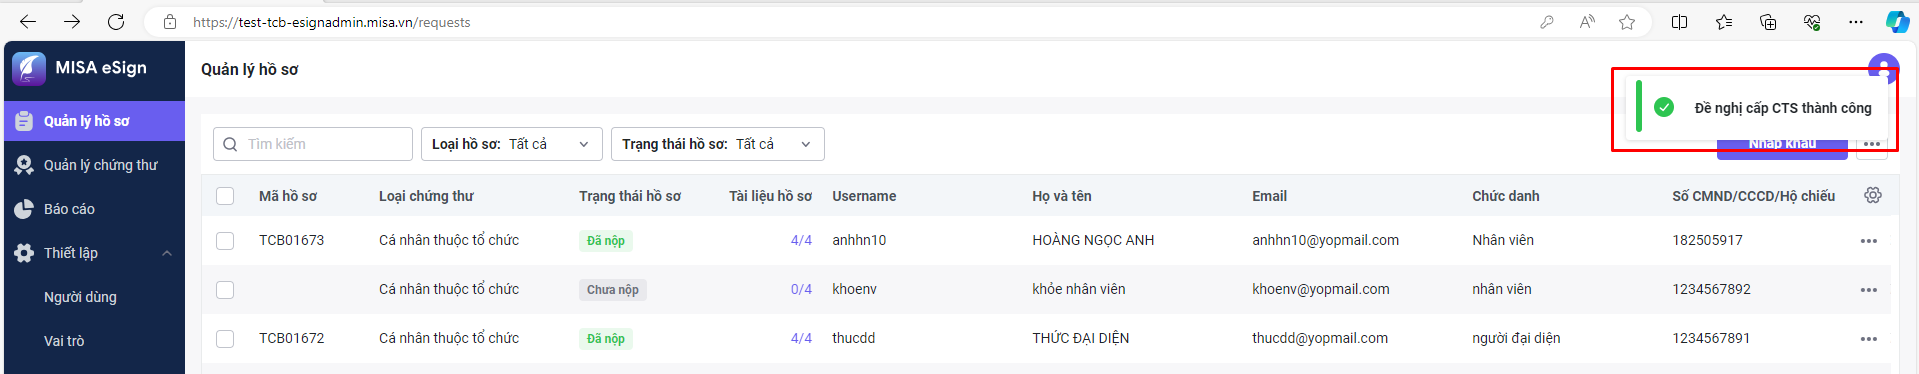 https://test-tcb-esignadmin.misa.vn/requests
MISA eSign
Quản lý hồ sơ
Quản lý chứng thư
Báo cáo
Thiết lập
Người dùng
Vai trò
Quản lý hồ sơ
Đề nghị cấp CTS thành công
Tìm kiếm
Loại hồ sơ: Tất cả
Trạng thái hồ sơ: Tất cả
Nhập khẩu
Mã hồ sơ Loại chứng thư Trạng thái hồ sơ Tài liệu hồ sơ Username Họ và tên Email Chức danh Số CMND/CCCD/Hộ chiếu
TCB01673 Cá nhân thuộc tổ chức Đã nộp 4/4 anhhn10 HOÀNG NGỌC ANH anhhn10@yopmail.com Nhân viên 182505917
Cá nhân thuộc tổ chức Chưa nộp 0/4 khoenv khỏe nhân viên khoenv@yopmail.com nhân viên 1234567892
TCB01672 Cá nhân thuộc tổ chức Đã nộp 4/4 thucdd THỨC ĐẠI DIỆN thucdd@yopmail.com người đại diện 1234567891